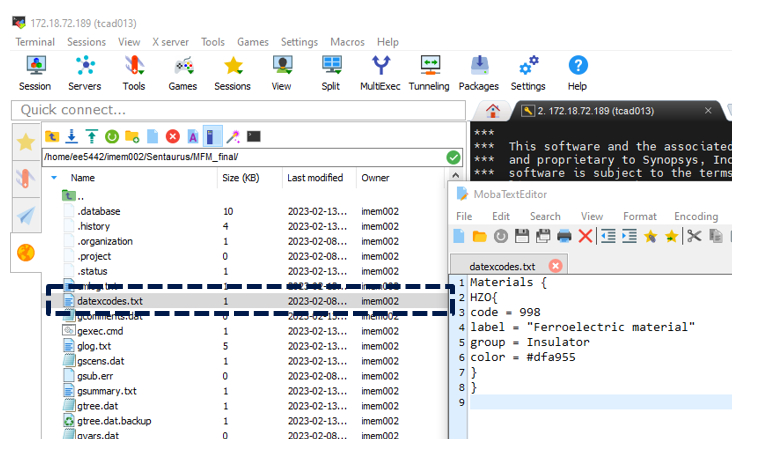 172.18.72.189 (tcad013)
Terminal Sessions View X server Tools Games Settings Macros Help
Session Servers Tools Games Sessions View Split MultiExec Tunneling Packages Settings Help
Quick connect...
2. 172.18.72.189 (tcad013)
/home/ee5442/imem002/Sentaurus/MFM_final/
Name Size (KB) Last modified Owner
..
.database 10 2023-02-13... imem002
.history 4 2023-02-13... imem002
.organization 1 2023-02-08... imem002
.project 0 2023-02-08... imem002
.status 1 2023-02-13... imem002
datexcodes.txt 1 2023-02-08... imem002
gcomments.dat
gexec.cmd 1 2023-02-13... imem002
glog.txt 5 2023-02-13... imem002
gscens.dat 1 2023-02-13... imem002
gsub.err 0 2023-02-08... imem002
gsummary.txt 1 2023-02-13... imem002
gtree.dat 1 2023-02-13... imem002
gtree.dat.backup 1 2023-02-13... imem002
gvars.dat 0 2023-02-08... imem002
***
*** This software and the associated
*** and proprietary to Synopsys, Inc
*** software is subject to the terms
MobaTextEditor
File Edit Search View Format Encoding
datexcodes.txt
1 Materials {
2 HZO{
3 code = 998
4 label = "Ferroelectric material"
5 group = Insulator
6 color = #dfa955
7 }
8 }
9